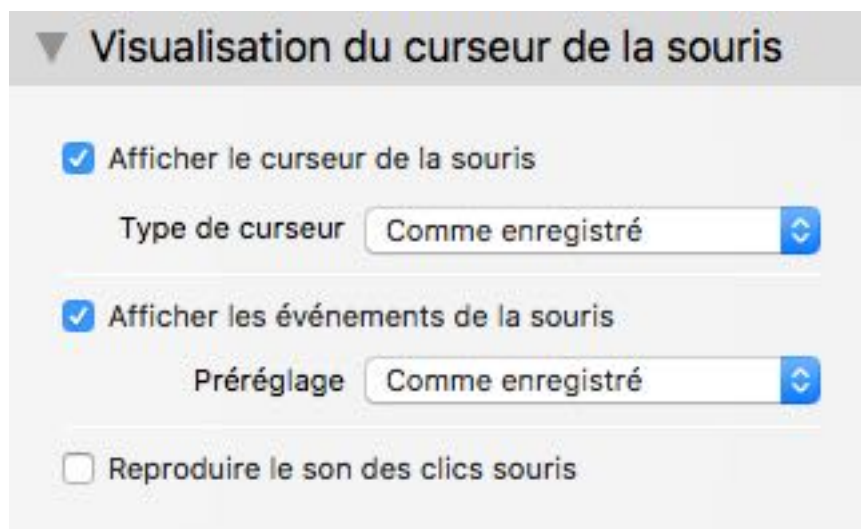 Visualisation du curseur de la souris
Afficher le curseur de la souris
Type de curseur Comme enregistré
Afficher les événements de la souris
Préréglage Comme enregistré
Reproduire le son des clics souris